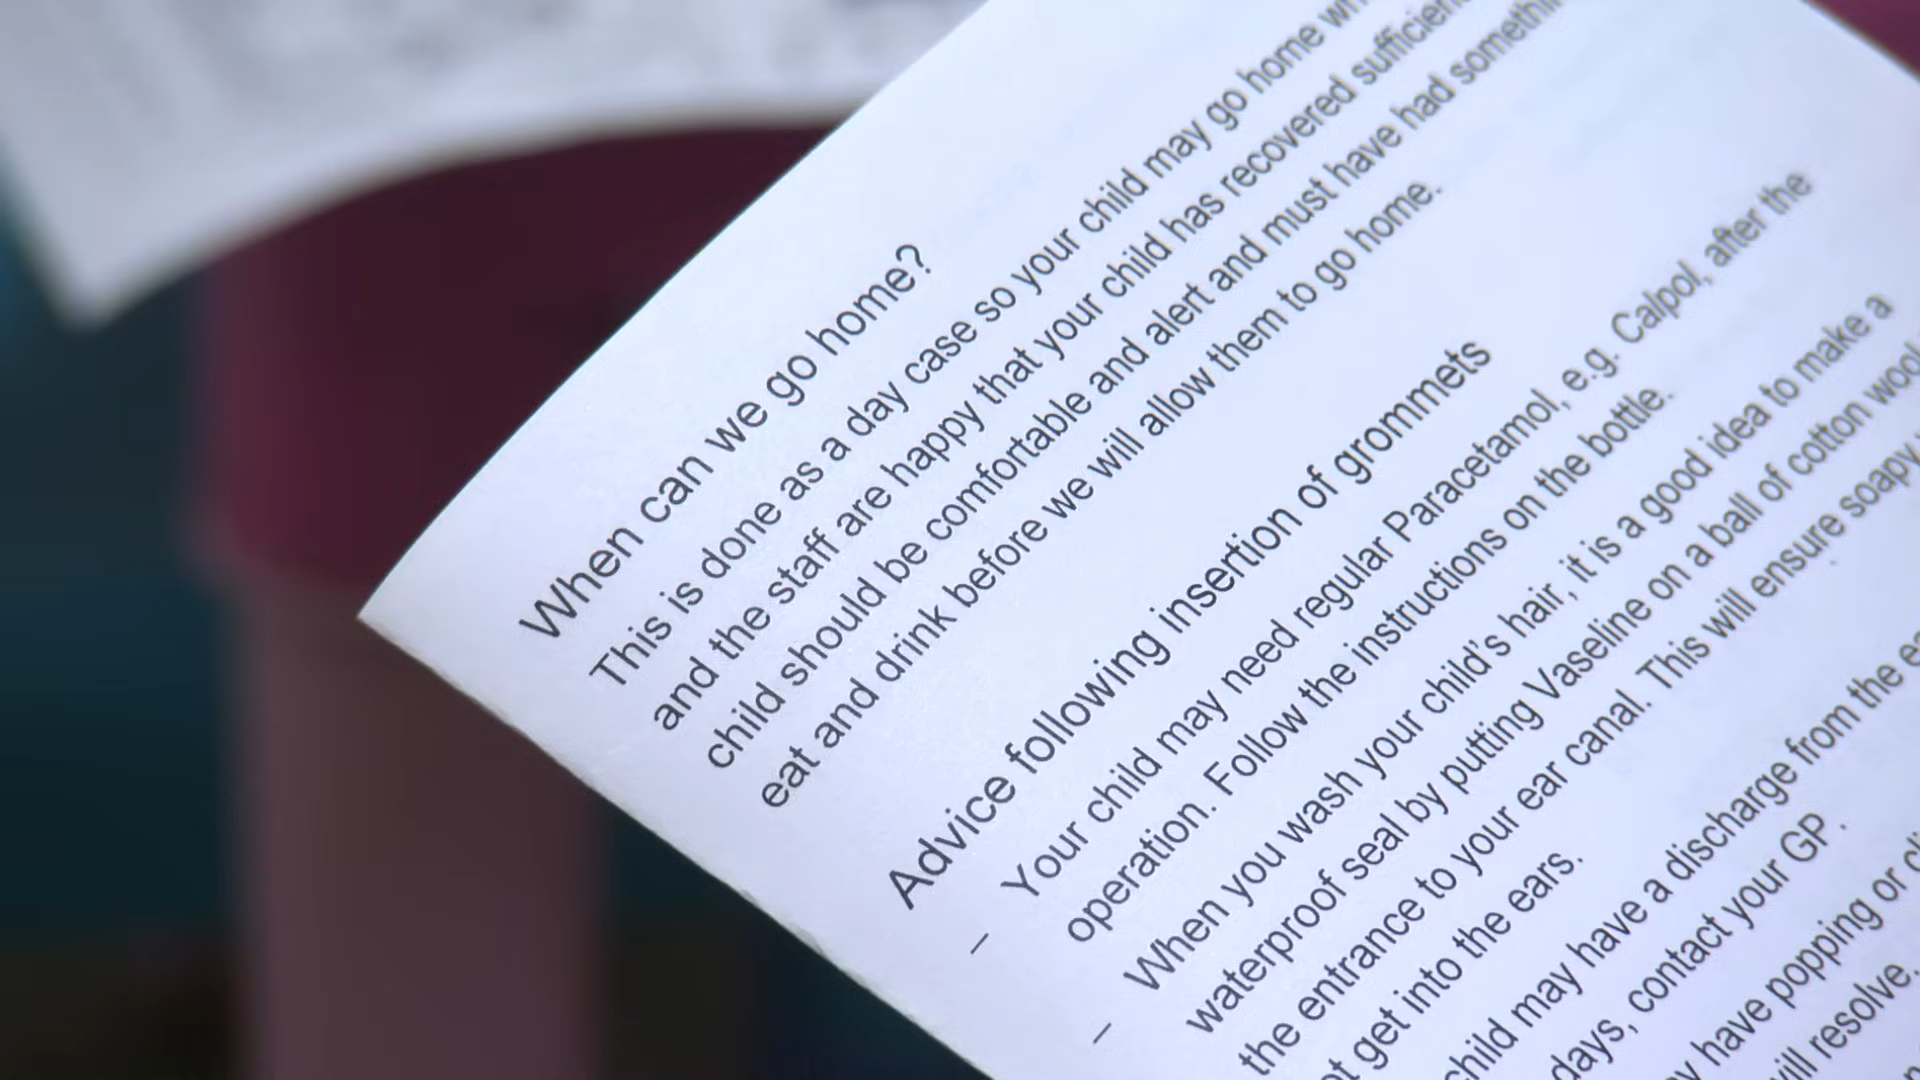 When can we go home?
This is done as a day case so your child may go home
and the staff are happy that your child has recovered
child should be comfortable and alert and must have had
eat and drink before we will allow them to go home.
Advice following insertion of grommets
– Your child may need regular Paracetamol, e.g. Calpol, after the
operation. Follow the instructions on the bottle.
– When you wash your child's hair, it is a good idea to make a
waterproof seal by putting Vaseline on a ball of cotton wool
the entrance to your ear canal. This will ensure soapy
get into the ears.
child may have a discharge from the
days, contact your GP .
have popping or
will resolve.